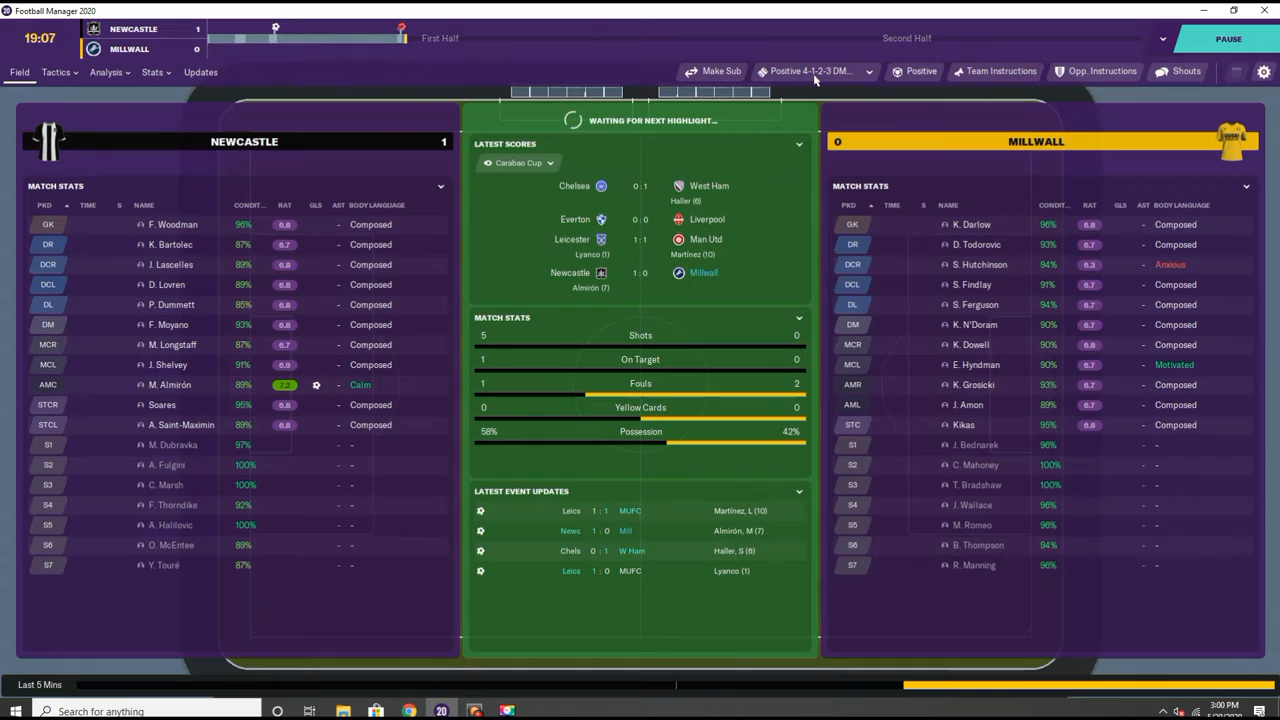 20 Football Manager 2020
19:07 NEWCASTLE 1
MILLWALL 0
First Half Second Half PAUSE
Field Tactics Analysis Stats Updates Make Sub Positive 4-1-2-3 DM... Positive Team Instructions Opp. Instructions Shouts
NEWCASTLE 1
MATCH STATS
PKD TIME S NAME CONDIT... RAT GLS AST BODY LANGUAGE
GK F. Woodman 96% 6.8 - Composed
DR K. Bartolec 87% 6.7 - Composed
DCR J. Lascelles 89% 6.8 - Composed
DCL D. Lovren 89% 6.8 - Composed
DL P. Dummett 85% 6.8 - Composed
DM F. Moyano 93% 6.8 - Composed
MCR M. Longstaff 87% 6.7 - Composed
MCL J. Shelvey 91% 6.9 - Composed
AMC M. Almirón 89% 7.2 - Calm
STCR Soares 95% 6.8 - Composed
STCL A. Saint-Maximin 89% 6.8 - Composed
S1 M. Dubravka 97% - -
S2 A. Fulgini 100% - -
S3 C. Marsh 100% - -
S4 F. Thorndike 92% - -
S5 A. Halilovic 100% - -
S6 O. McEntee 89% - -
S7 Y. Touré 87% - -
WAITING FOR NEXT HIGHLIGHT...
LATEST SCORES
Carabao Cup
Chelsea 0:1 West Ham
Haller (6)
Everton 0:0 Liverpool
Leicester 1:1 Man Utd
Lyanco (1) Martínez (10)
Newcastle 1:0 Millwall
Almirón (7)
MATCH STATS
5 Shots 0
1 On Target 0
1 Fouls 2
0 Yellow Cards 0
58% Possession 42%
LATEST EVENT UPDATES
Leics 1 : 1 MUFC Martínez, L (10)
Newc 1 : 0 Mill Almirón, M (7)
Chels 0 : 1 W Ham Haller, S (6)
Leics 1 : 0 MUFC Lyanco (1)
0 MILLWALL
MATCH STATS
PKD TIME S NAME CONDIT... RAT GLS AST BODY LANGUAGE
GK K. Darlow 96% 6.8 - Composed
DR D. Todorovic 93% 6.7 - Composed
DCR S. Hutchinson 94% 6.3 - Anxious
DCL S. Findlay 91% 6.7 - Composed
DL S. Ferguson 94% 6.7 - Composed
DM K. N'Doram 90% 6.7 - Composed
MCR K. Dowell 90% 6.8 - Composed
MCL E. Hyndman 90% 6.7 - Motivated
AMR K. Grosicki 93% 6.7 - Composed
AML J. Amon 89% 6.7 - Composed
STC Kikas 95% 6.8 - Composed
S1 J. Bednarek 96% - -
S2 C. Mahoney 100% - -
S3 T. Bradshaw 100% - -
S4 J. Wallace 96% - -
S5 M. Romeo 96% - -
S6 B. Thompson 94% - -
S7 R. Manning 96% - -
Last 5 Mins
Search for anything 20 3:00 PM
5/20/2020